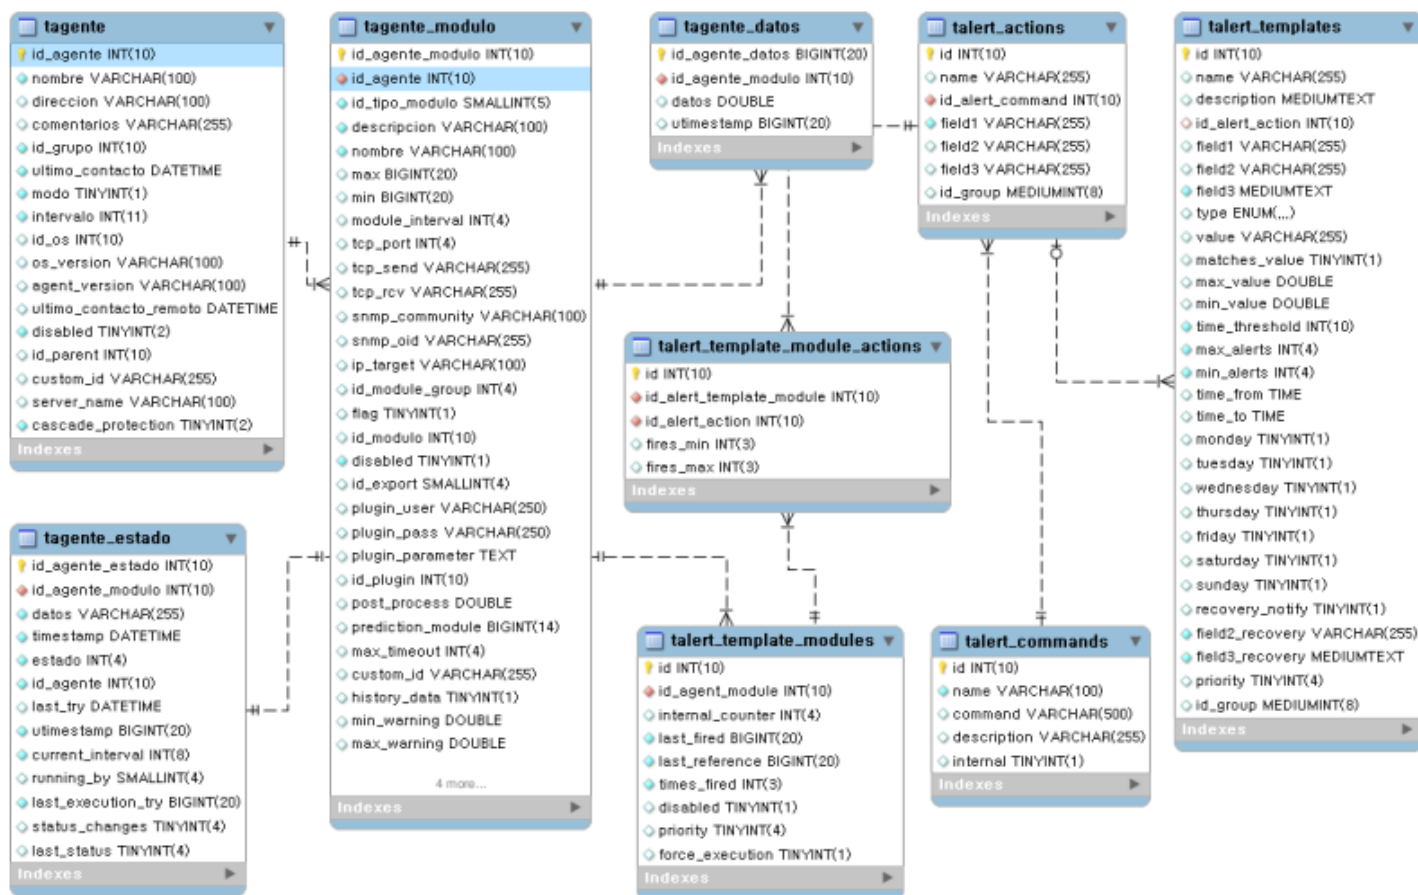 tagente
id_agente INT(10)
nombre VARCHAR(100)
direccion VARCHAR(100)
comentarios VARCHAR(255)
id_grupo INT(10)
ultimo_contacto DATETIME
modo TINYINT(1)
intervalo INT(11)
id_os INT(10)
os_version VARCHAR(100)
agent_version VARCHAR(100)
ultimo_contacto_remoto DATETIME
disabled TINYINT(2)
id_parent INT(10)
custom_id VARCHAR(255)
server_name VARCHAR(100)
cascade_protection TINYINT(2)
Indexes
tagente_estado
id_agente_estado INT(10)
id_agente_modulo INT(10)
datos VARCHAR(255)
timestamp DATETIME
estado INT(4)
id_agente INT(10)
last_try DATETIME
utimestamp BIGINT(20)
current_interval INT(8)
running_by SMALLINT(4)
last_execution_try BIGINT(20)
status_changes TINYINT(4)
last_status TINYINT(4)
Indexes
tagente_modulo
id_agente_modulo INT(10)
id_agente INT(10)
id_tipo_modulo SMALLINT(5)
descripcion VARCHAR(100)
nombre VARCHAR(100)
max BIGINT(20)
min BIGINT(20)
module_interval INT(4)
tcp_port INT(4)
tcp_send VARCHAR(255)
tcp_rcv VARCHAR(255)
snmp_community VARCHAR(100)
snmp_oid VARCHAR(255)
ip_target VARCHAR(100)
id_module_group INT(4)
flag TINYINT(1)
id_modulo INT(10)
disabled TINYINT(1)
id_export SMALLINT(4)
plugin_user VARCHAR(250)
plugin_pass VARCHAR(250)
plugin_parameter TEXT
id_plugin INT(10)
post_process DOUBLE
prediction_module BIGINT(14)
max_timeout INT(4)
custom_id VARCHAR(255)
history_data TINYINT(1)
min_warning DOUBLE
max_warning DOUBLE
4 more...
Indexes
tagente_datos
id_agente_datos BIGINT(20)
id_agente_modulo INT(10)
datos DOUBLE
utimestamp BIGINT(20)
Indexes
talert_template_module_actions
id INT(10)
id_alert_template_module INT(10)
id_alert_action INT(10)
fires_min INT(3)
fires_max INT(3)
Indexes
talert_template_modules
id INT(10)
id_agent_module INT(10)
internal_counter INT(4)
last_fired BIGINT(20)
last_reference BIGINT(20)
times_fired INT(3)
disabled TINYINT(1)
priority TINYINT(4)
force_execution TINYINT(1)
Indexes
talert_actions
id INT(10)
name VARCHAR(255)
id_alert_command INT(10)
field1 VARCHAR(255)
field2 VARCHAR(255)
field3 VARCHAR(255)
id_group MEDIUMINT(8)
Indexes
talert_commands
id INT(10)
name VARCHAR(100)
command VARCHAR(500)
description VARCHAR(255)
internal TINYINT(1)
Indexes
talert_templates
id INT(10)
name VARCHAR(255)
description MEDIUMTEXT
id_alert_action INT(10)
field1 VARCHAR(255)
field2 VARCHAR(255)
field3 MEDIUMTEXT
type ENUM(...)
value VARCHAR(255)
matches_value TINYINT(1)
max_value DOUBLE
min_value DOUBLE
time_threshold INT(10)
max_alerts INT(4)
min_alerts INT(4)
time_from TIME
time_to TIME
monday TINYINT(1)
tuesday TINYINT(1)
wednesday TINYINT(1)
thursday TINYINT(1)
friday TINYINT(1)
saturday TINYINT(1)
sunday TINYINT(1)
recovery_notify TINYINT(1)
field2_recovery VARCHAR(255)
field3_recovery MEDIUMTEXT
priority TINYINT(4)
id_group MEDIUMINT(8)
Indexes